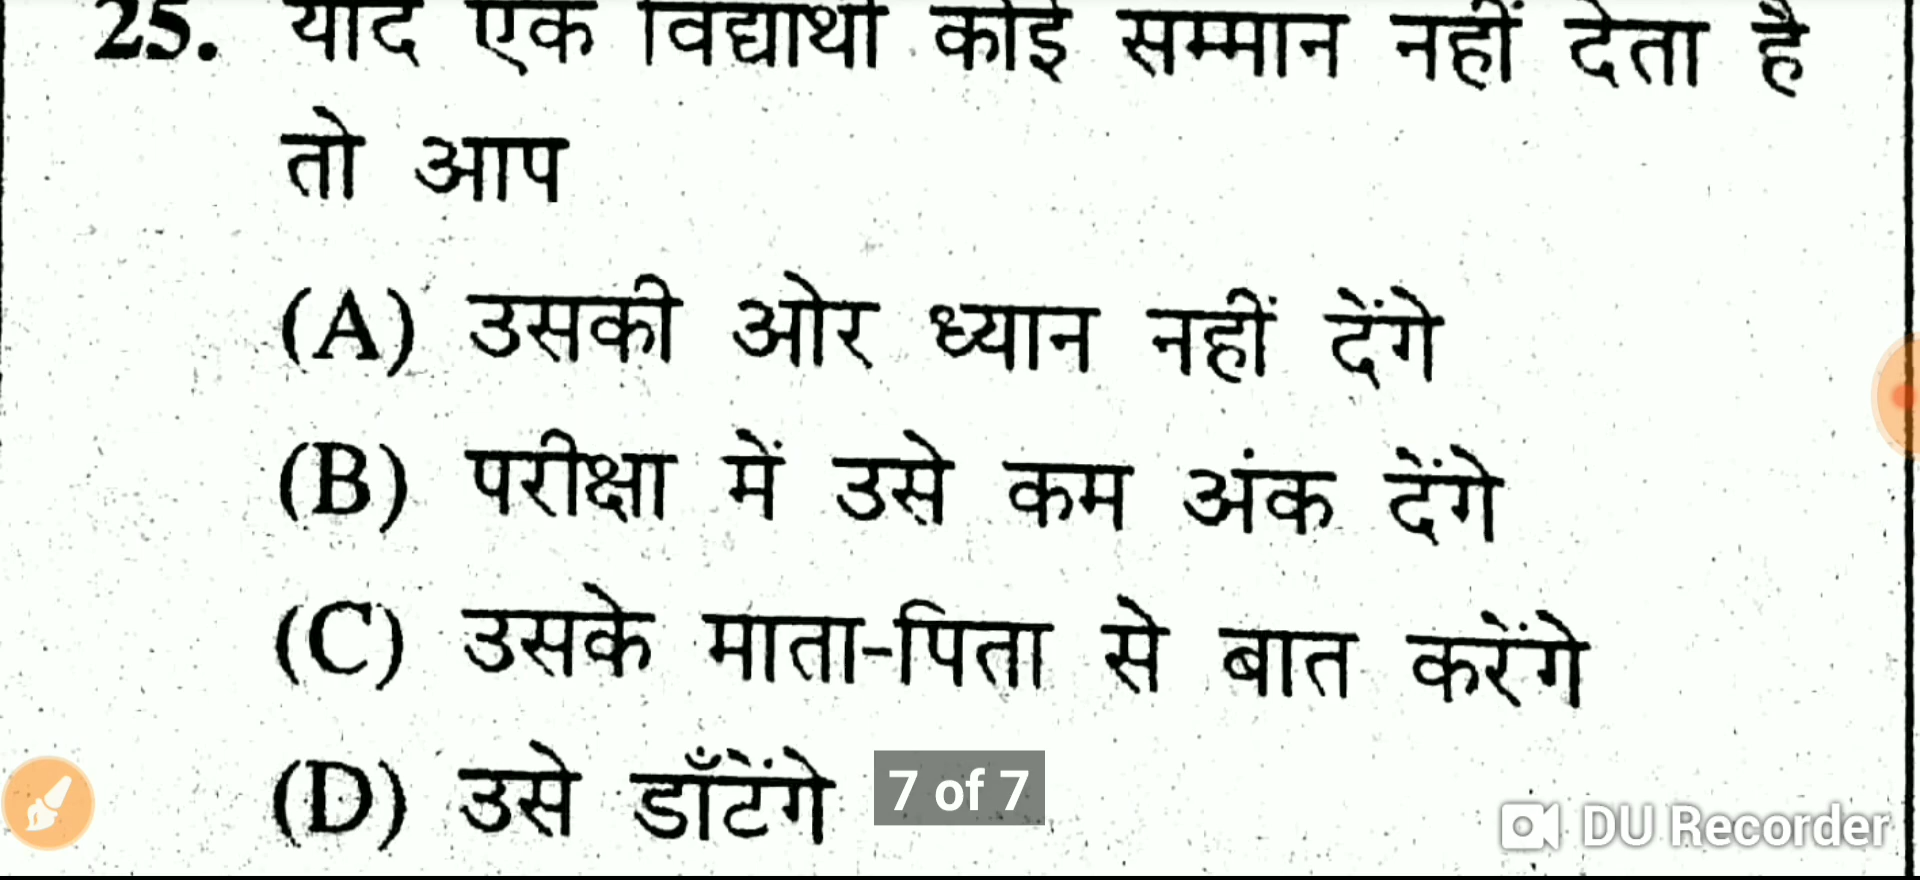 25. यदि एक विद्यार्थी कोई सम्मान नहीं देता है
तो आप
(A) उसकी ओर ध्यान नहीं देंगे
(B) परीक्षा में उसे कम अंक देंगे
(C) उसके माता-पिता से बात करेंगे
(D) उसे डाँटेंगे
7 of 7
DU Recorder